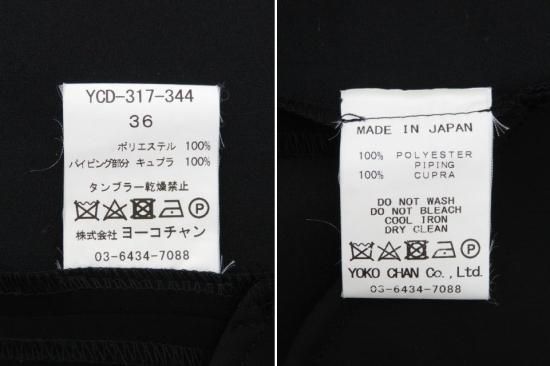 YCD-317-344
36
ポリエステル 100%
パイピング部分 キュプラ 100%
タンブラー乾燥禁止
P
株式会社 ヨーコチャン
03-6434-7088
MADE IN JAPAN
100% POLYESTER
PIPING
100% CUPRA
DO NOT WASH
DO NOT BLEACH
COOL IRON
DRY CLEAN
P
YOKO CHAN Co., Ltd.
03-6434-7088